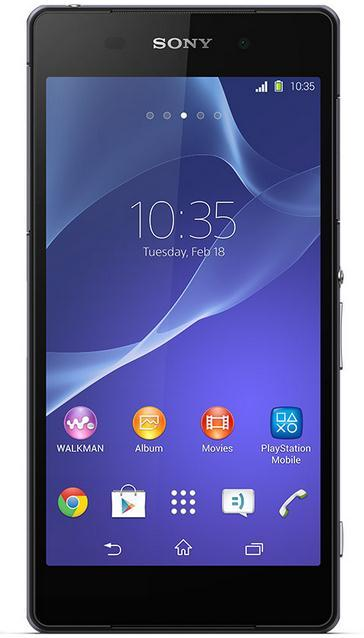 SONY
10:35
10:35
Tuesday, Feb 18
WALKMAN
Album
Movies
PlayStation
Mobile